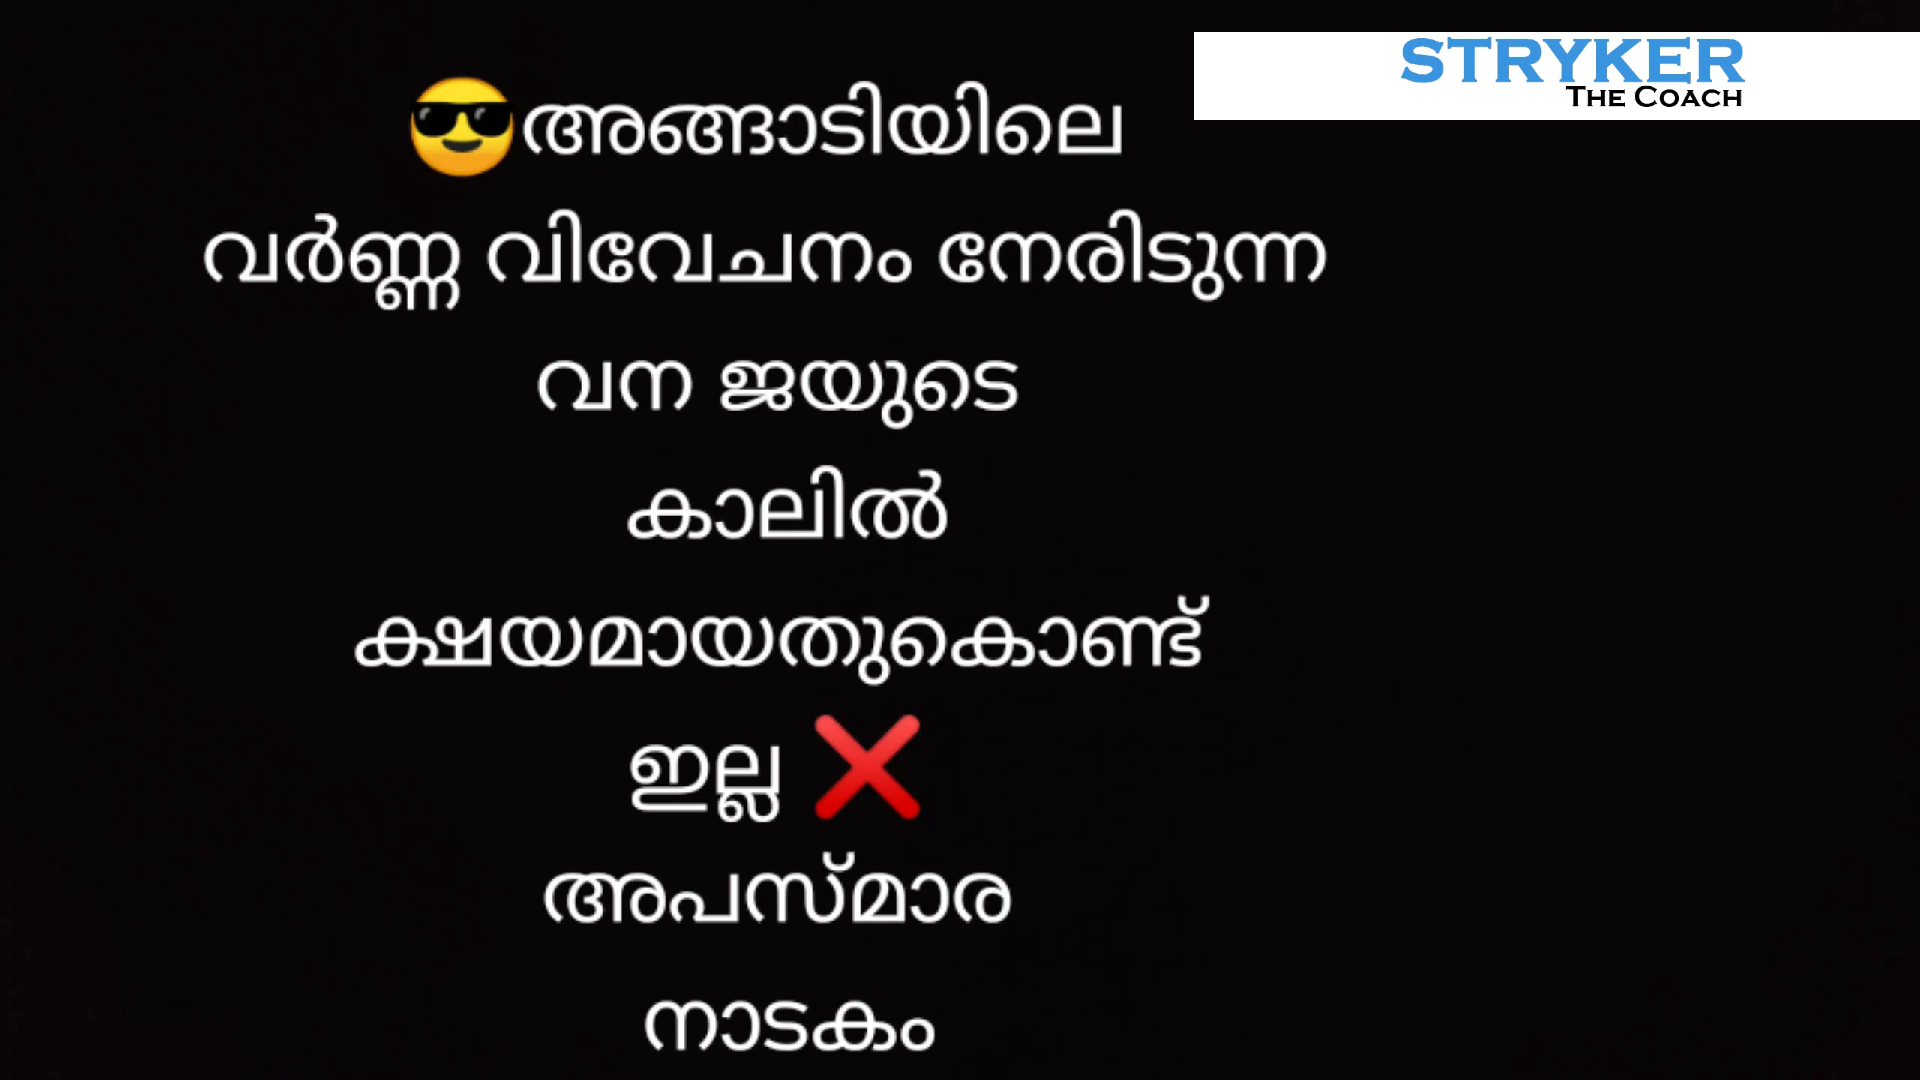 STRYKER
THE COACH
😎അങ്ങാടിയിലെ
വർണ്ണ വിവേചനം നേരിടുന്ന
വന ജയുടെ
കാലിൽ
ക്ഷയമായതുകൊണ്ട്
ഇല്ല ❌
അപസ്മാര
നാടകം